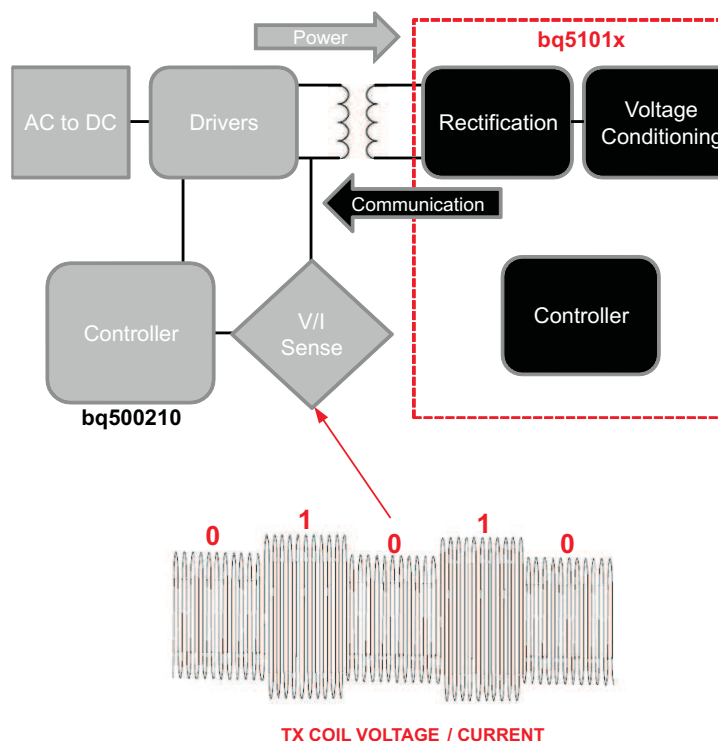 Power
bq5101x
AC to DC
Drivers
Rectification
Voltage
Conditioning
Communication
Controller
V/I
Sense
Controller
bq500210
0
1
0
1
0
TX COIL VOLTAGE / CURRENT